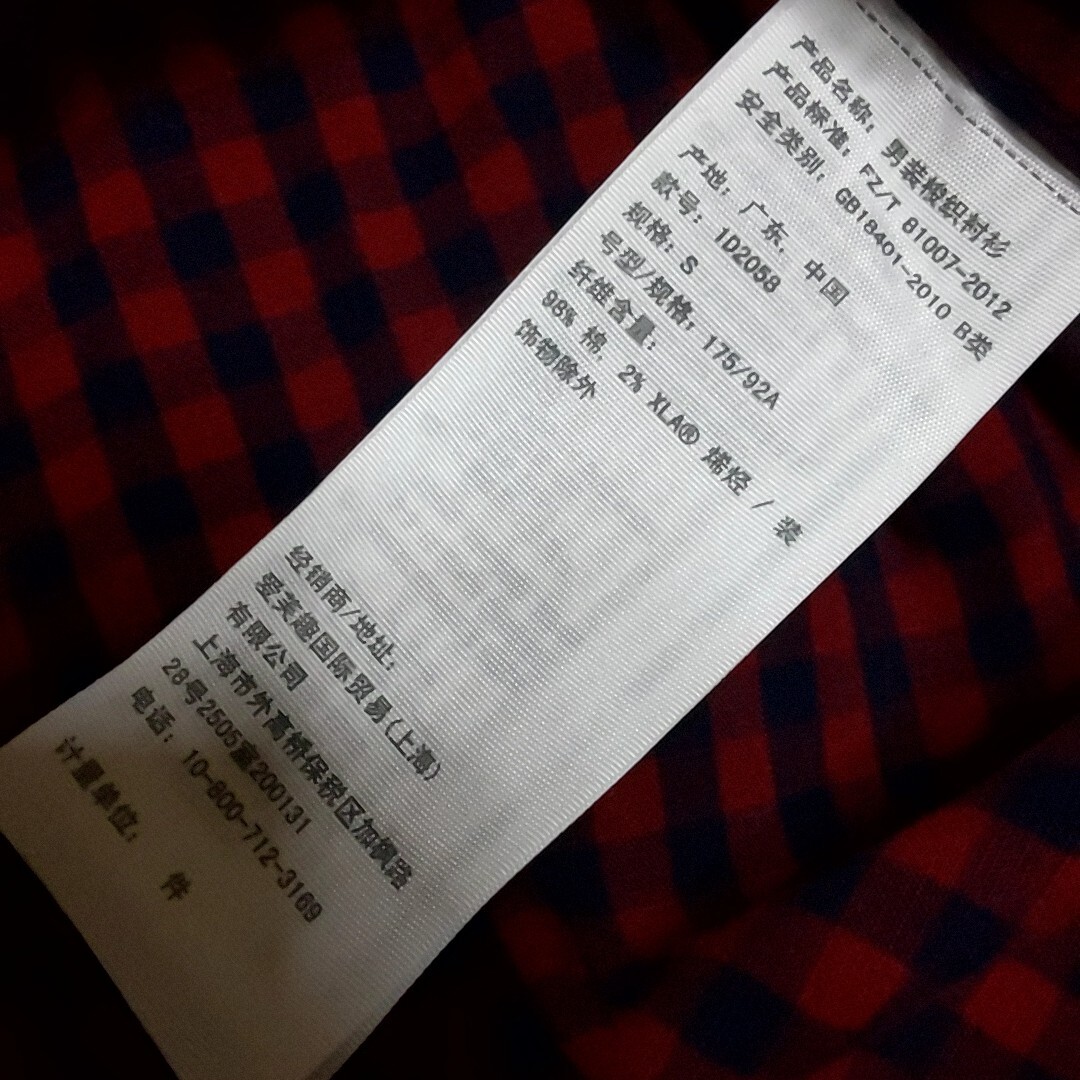 产品名称: 男装梭织衬衫
产品标准: FZ/T 81007-2012
安全类别: GB18401-2010 B类
产地: 广东, 中国
款号: 1D2058
规格: S
号型/规格: 175/92A
纤维含量:
98% 棉, 2% XLA® 烯烃 / 装
饰物除外
经销商/地址:
爱芙趣国际贸易(上海)
有限公司
上海市外高桥保税区加枫路
28号2505室200131
电话: 10-800-712-3169
计量单位: 件